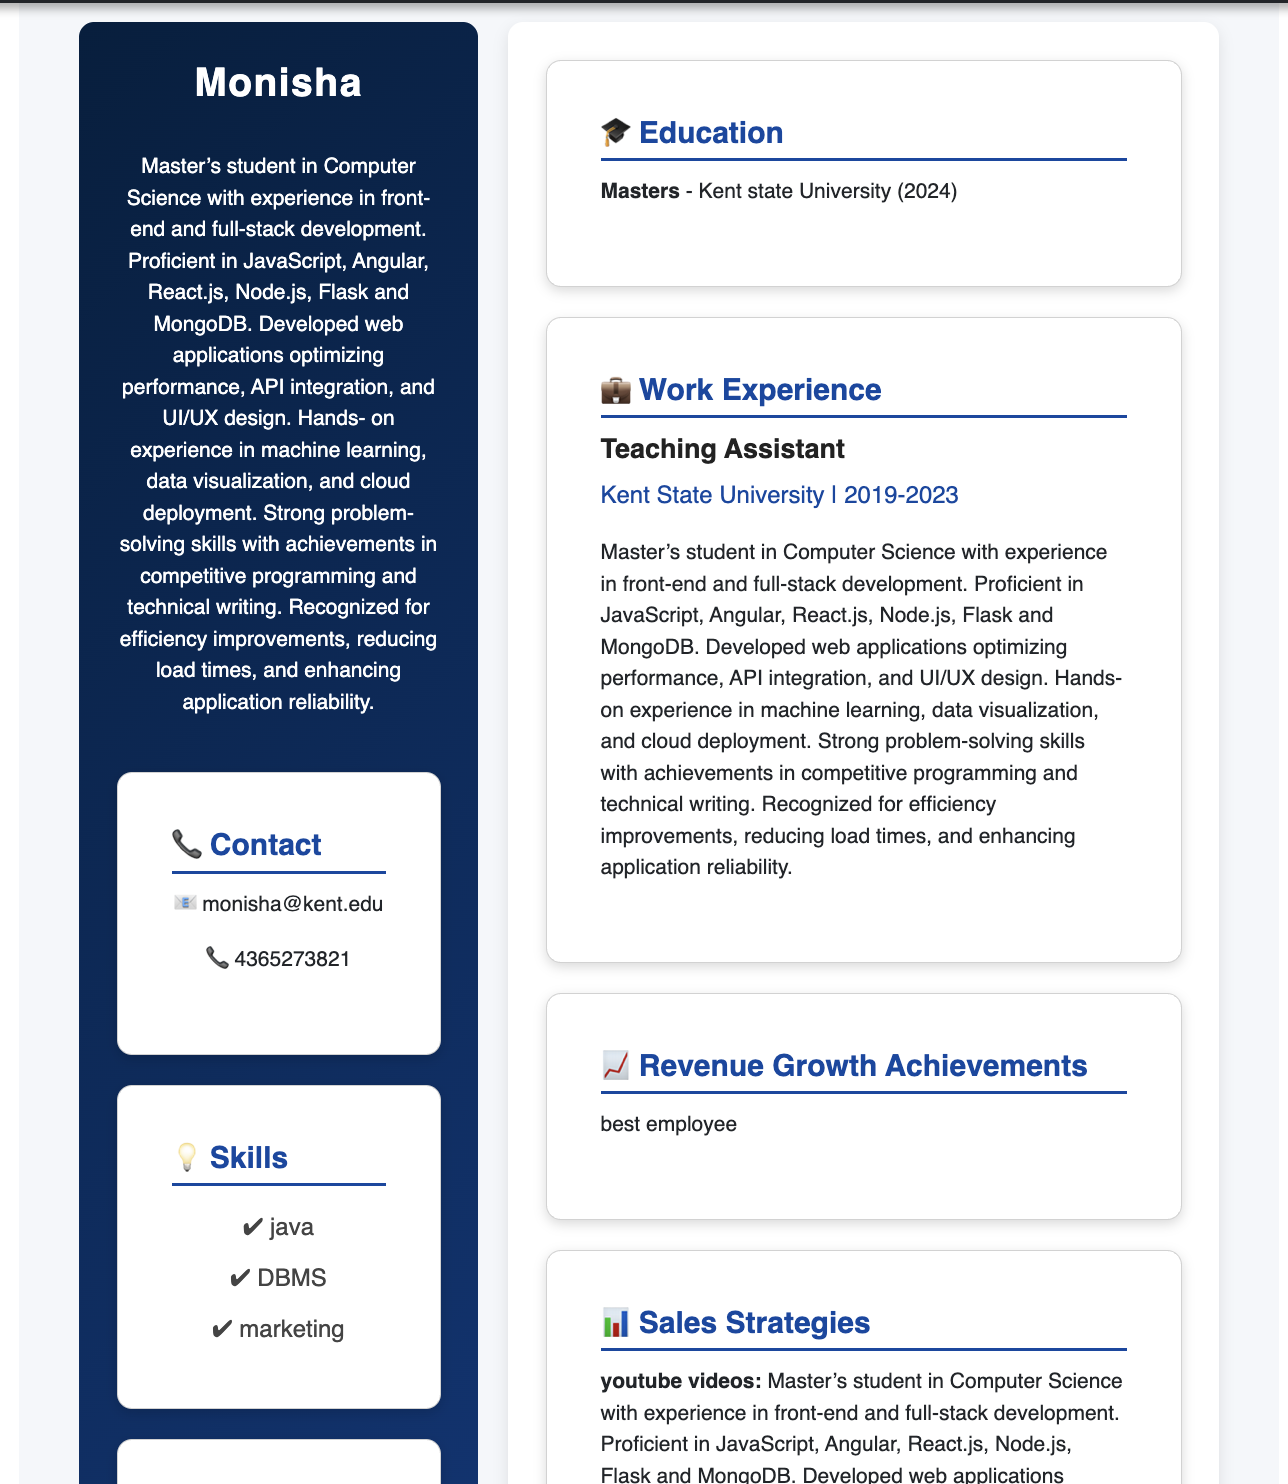 Monisha
Master’s student in Computer
Science with experience in front-
end and full-stack development.
Proficient in JavaScript, Angular,
React.js, Node.js, Flask and
MongoDB. Developed web
applications optimizing
performance, API integration, and
UI/UX design. Hands- on
experience in machine learning,
data visualization, and cloud
deployment. Strong problem-
solving skills with achievements in
competitive programming and
technical writing. Recognized for
efficiency improvements, reducing
load times, and enhancing
application reliability.
📞 Contact
📧 monisha@kent.edu
📞 4365273821
💡 Skills
✔ java
✔ DBMS
✔ marketing
🎓 Education
Masters - Kent state University (2024)
💼 Work Experience
Teaching Assistant
Kent State University | 2019-2023
Master’s student in Computer Science with experience
in front-end and full-stack development. Proficient in
JavaScript, Angular, React.js, Node.js, Flask and
MongoDB. Developed web applications optimizing
performance, API integration, and UI/UX design. Hands-
on experience in machine learning, data visualization,
and cloud deployment. Strong problem-solving skills
with achievements in competitive programming and
technical writing. Recognized for efficiency
improvements, reducing load times, and enhancing
application reliability.
📈 Revenue Growth Achievements
best employee
📊 Sales Strategies
youtube videos: Master’s student in Computer Science
with experience in front-end and full-stack development.
Proficient in JavaScript, Angular, React.js, Node.js,
Flask and MongoDB. Developed web applications